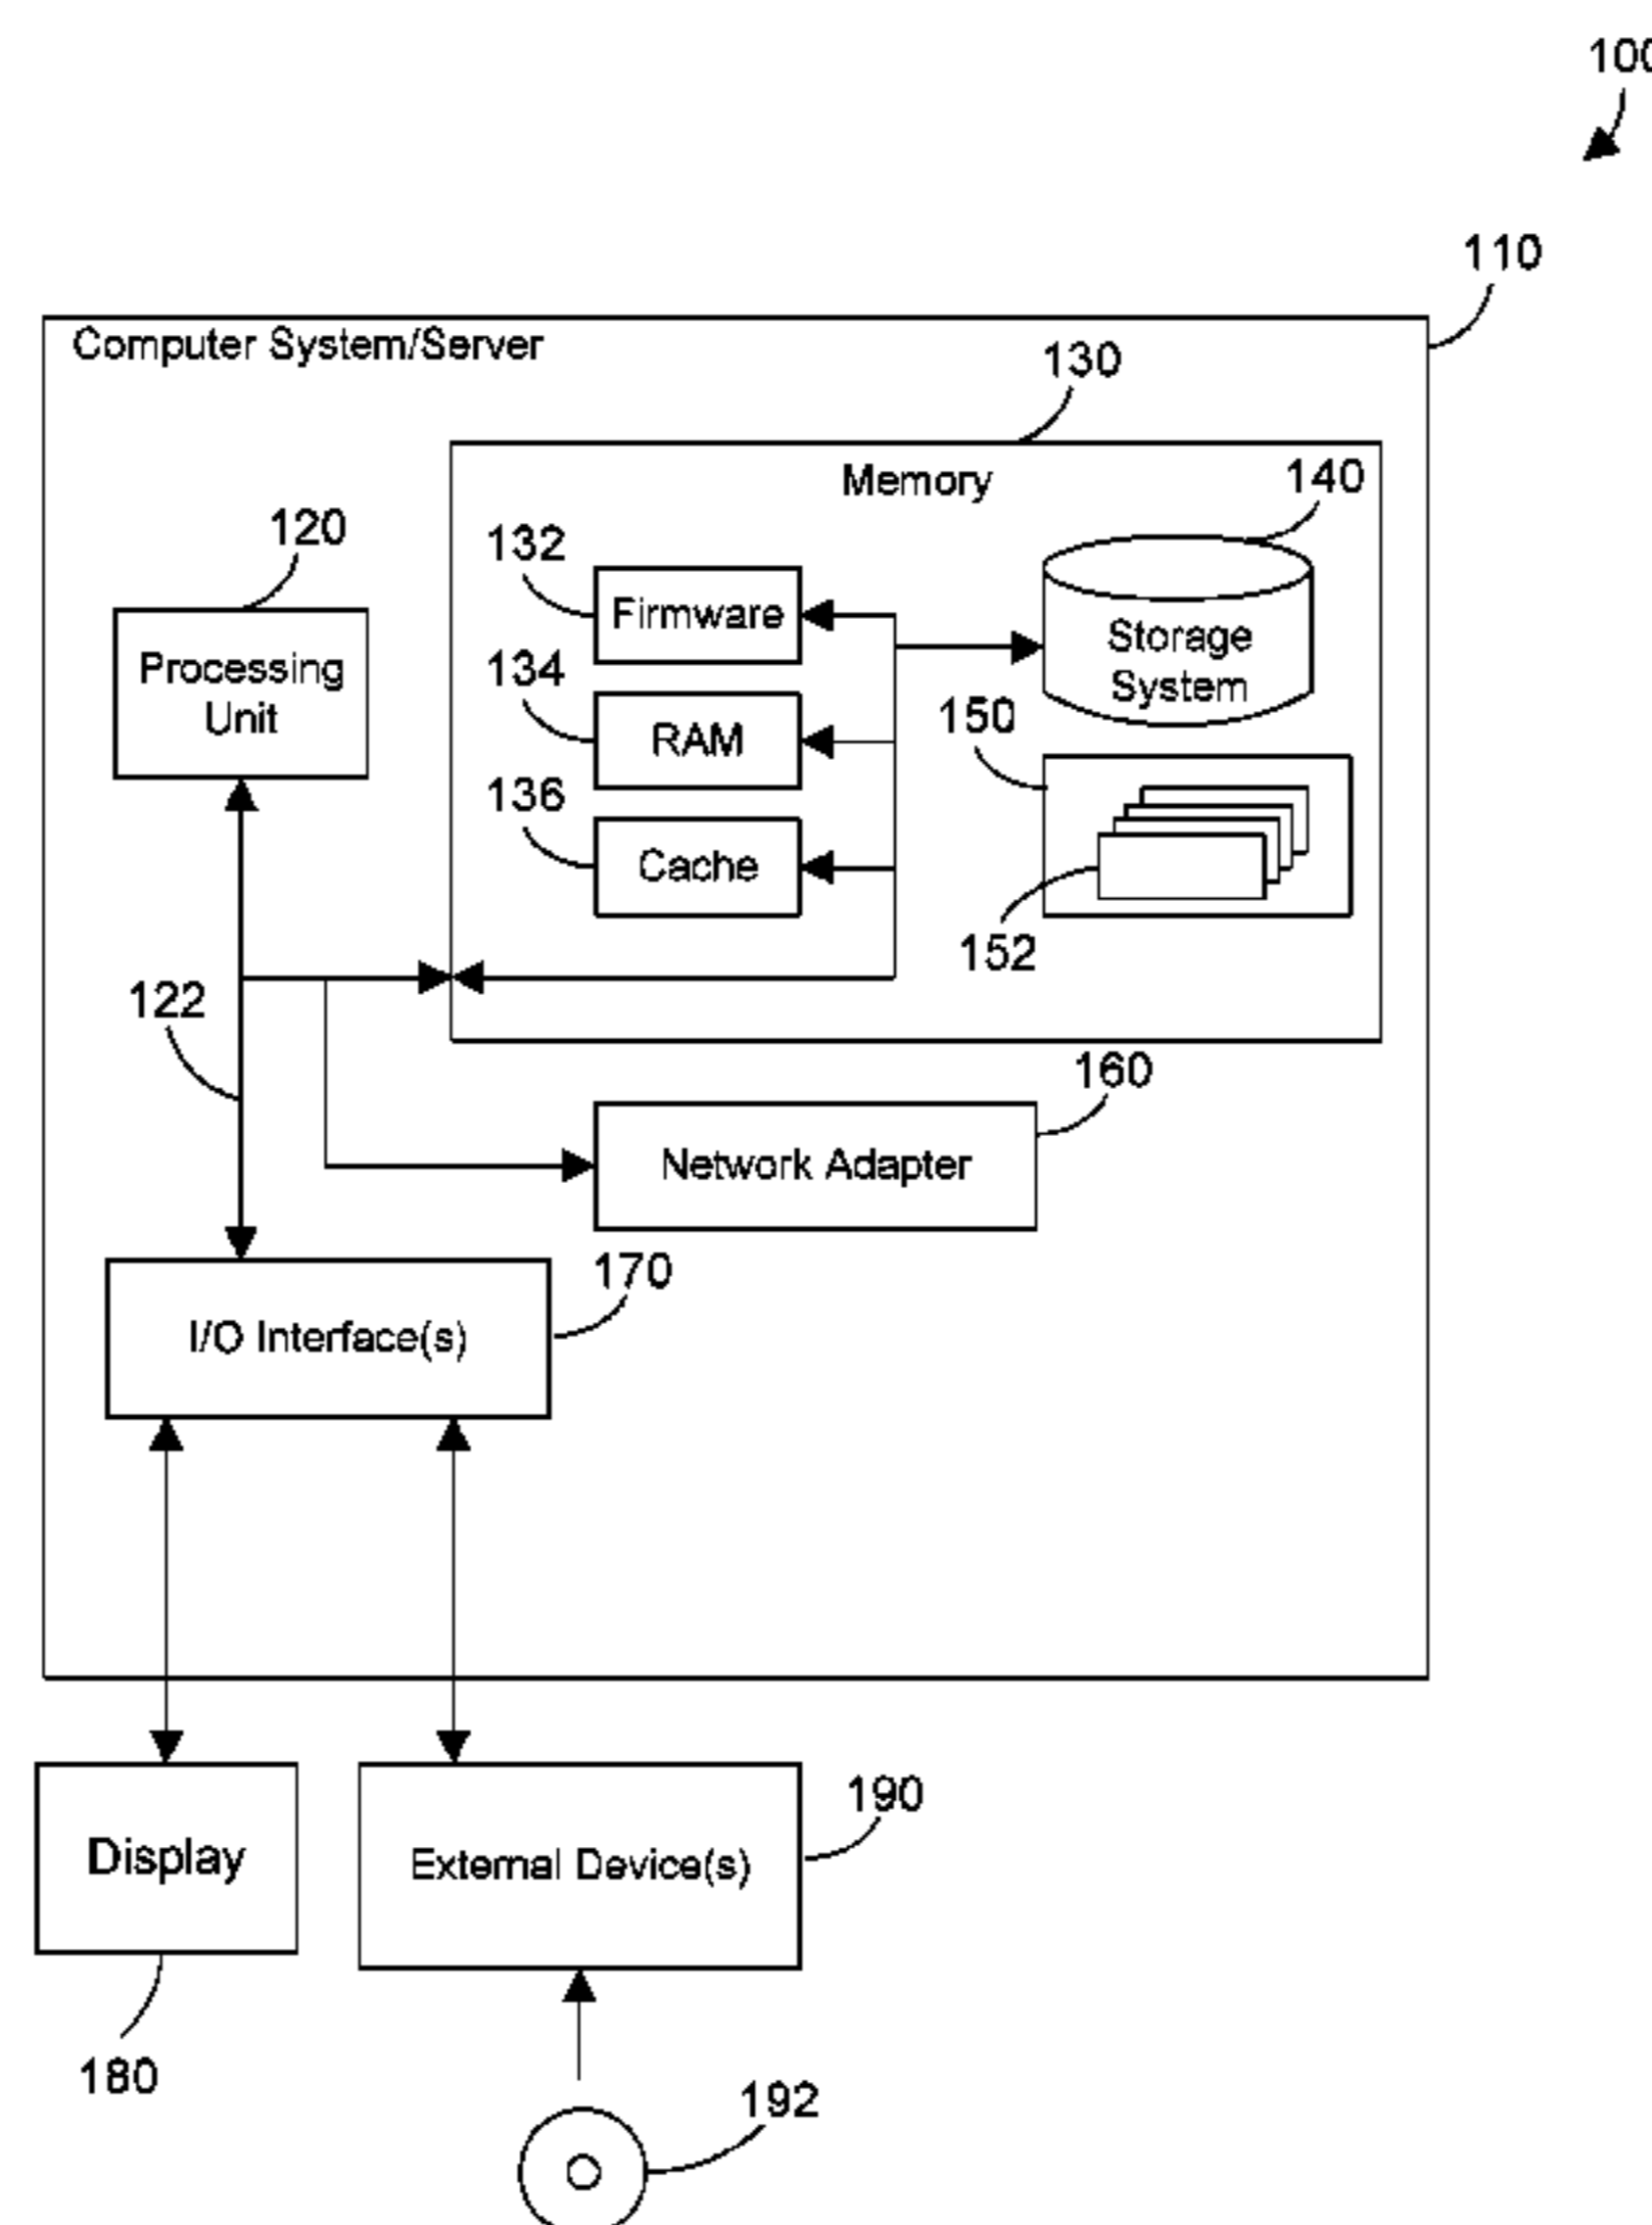 100
110
Computer System/Server
130
Memory
140
120
132
Firmware
Processing
Unit
134
Storage
System
150
RAM
136
Cache
152
122
160
Network Adapter
170
I/O Interface(s)
190
Display
External Device(s)
180
192